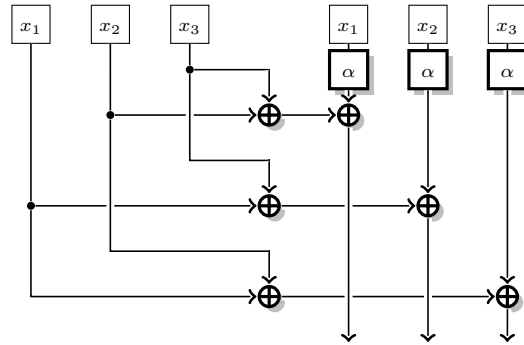 x₁ x₂ x₃ x₁ x₂ x₃
α α α